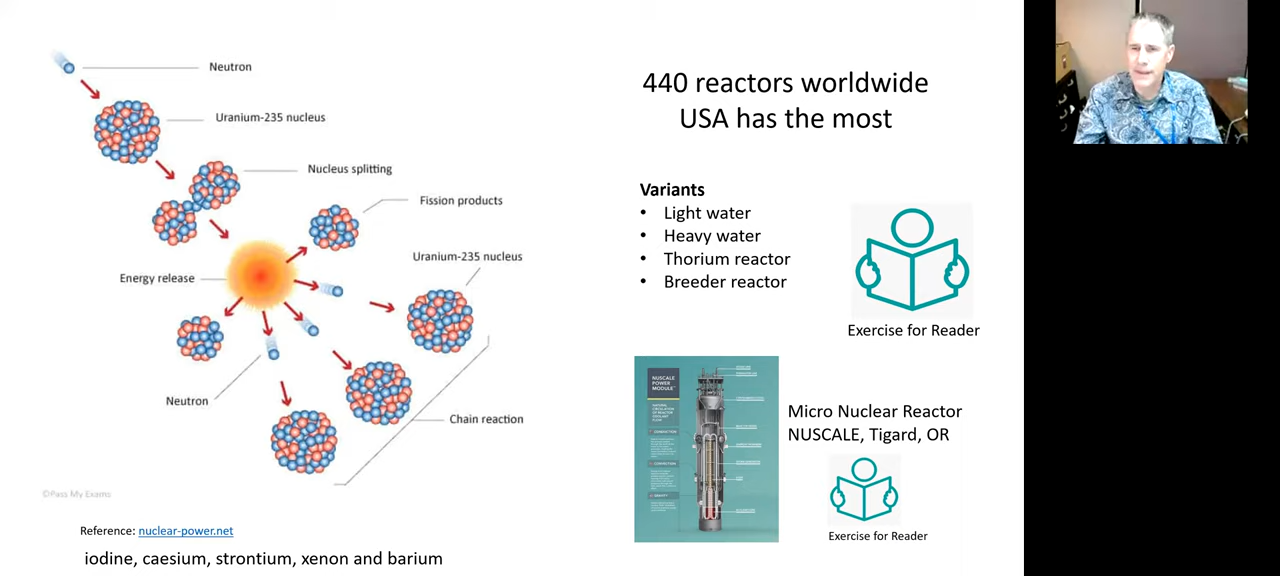 Neutron
Uranium-235 nucleus
Nucleus splitting
Fission products
Uranium-235 nucleus
Energy release
Neutron
Chain reaction
©Pass My Exams
Reference: nuclear-power.net
iodine, caesium, strontium, xenon and barium
440 reactors worldwide
USA has the most
Variants
• Light water
• Heavy water
• Thorium reactor
• Breeder reactor
Exercise for Reader
NUSCALE
POWER
MODULE
Micro Nuclear Reactor
NUSCALE, Tigard, OR
Exercise for Reader